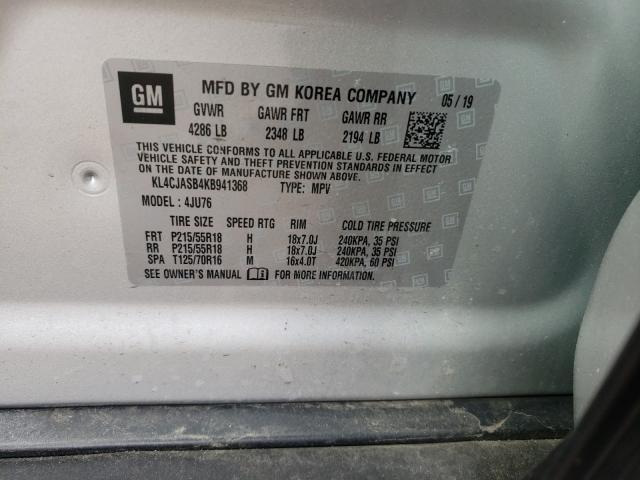 GM MFD BY GM KOREA COMPANY 05 / 19
GVWR GAWR FRT GAWR RR
4286 LB 2348 LB 2194 LB
THIS VEHICLE CONFORMS TO ALL APPLICABLE U.S. FEDERAL MOTOR
VEHICLE SAFETY AND THEFT PREVENTION STANDARDS IN EFFECT
ON THE DATE OF MANUFACTURE SHOWN ABOVE.
KL4CJASB4KB941368 TYPE: MPV
MODEL : 4JU76
TIRE SIZE SPEED RTG RIM COLD TIRE PRESSURE
FRT P215/55R18 H 18x7.0J 240KPA, 35 PSI
RR P215/55R18 H 18x7.0J 240KPA, 35 PSI
SPA T125/70R16 M 16x4.0T 420KPA, 60 PSI
SEE OWNER'S MANUAL FOR MORE INFORMATION.